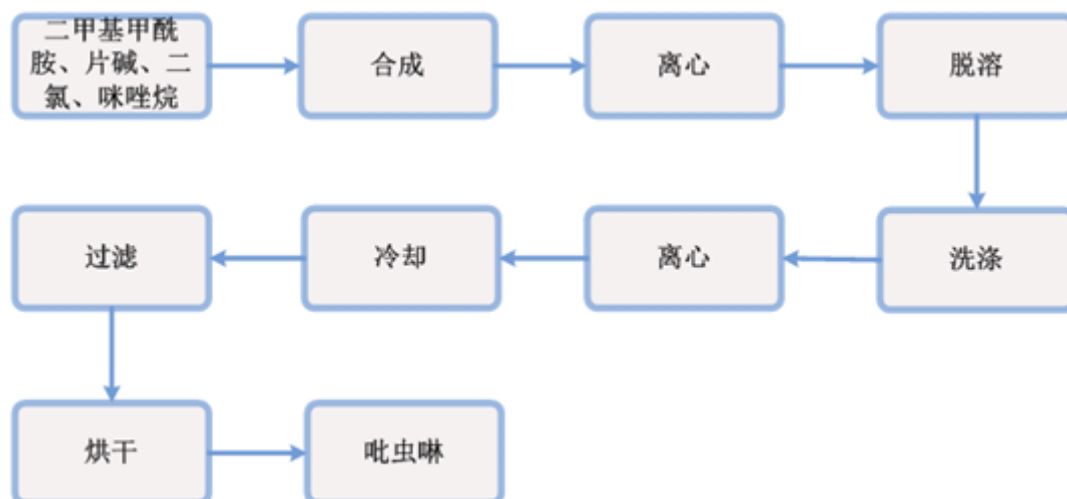 二甲基甲酰
胺、片碱、二
氯、咪唑烷
合成
离心
脱溶
洗涤
离心
冷却
过滤
烘干
吡虫啉